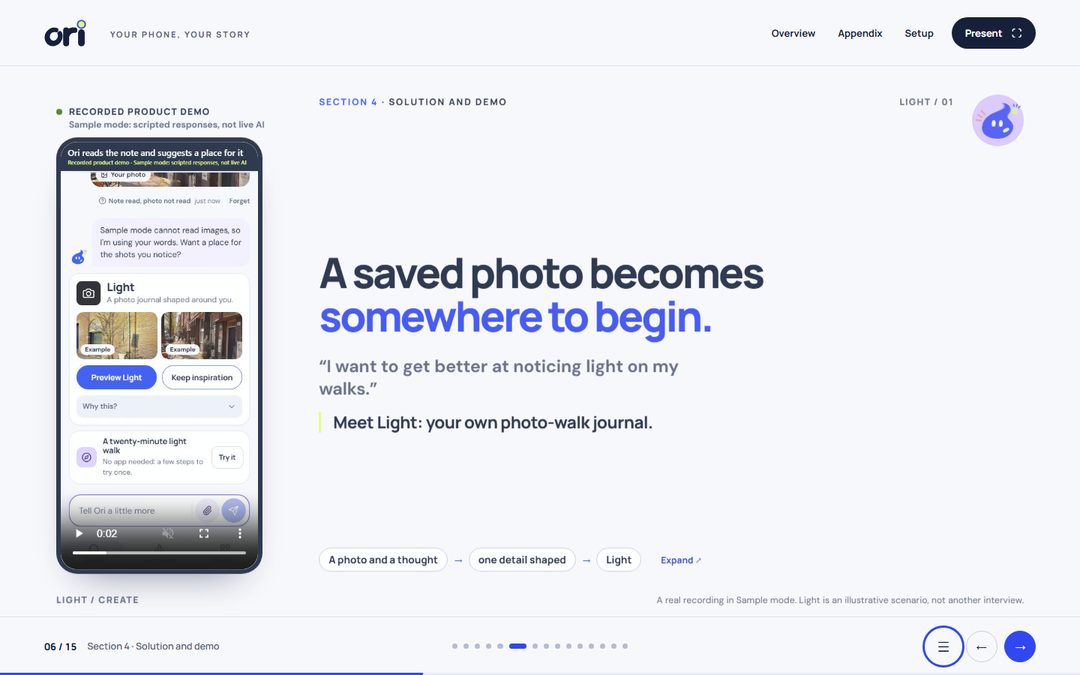 ori
YOUR PHONE, YOUR STORY
Overview
Appendix
Setup
Present
RECORDED PRODUCT DEMO
Sample mode: scripted responses, not live AI
Ori reads the note and suggests a place for it
Recorded product demo · Sample mode: scripted responses, not live AI
Your photo
Note read, photo not read just now Forget
Sample mode cannot read images, so
I'm using your words. Want a place for
the shots you notice?
Light
A photo journal shaped around you.
Example
Example
Preview Light
Keep inspiration
Why this?
A twenty-minute light
walk
No app needed: a few steps to
try once.
Try it
Tell Ori a little more
0:02
LIGHT / CREATE
SECTION 4 · SOLUTION AND DEMO
LIGHT / 01
A saved photo becomes
somewhere to begin.
“I want to get better at noticing light on my
walks.”
Meet Light: your own photo-walk journal.
A photo and a thought → one detail shaped → Light
Expand ↗
A real recording in Sample mode. Light is an illustrative scenario, not another interview.
06 / 15 Section 4 · Solution and demo